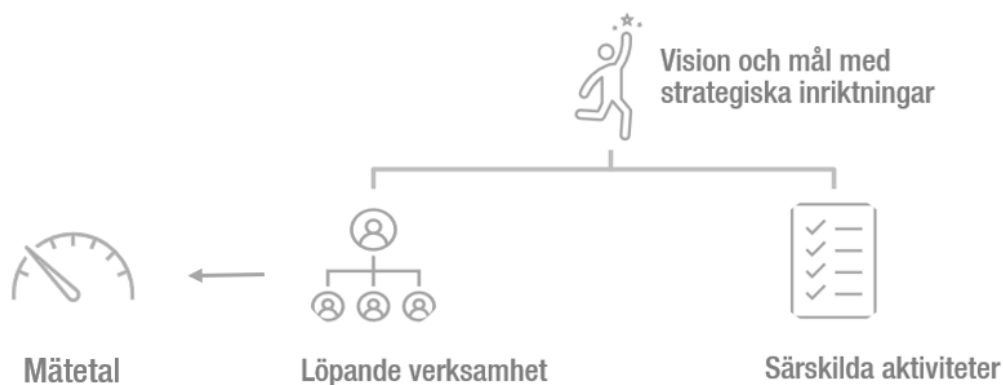 Vision och mål med
strategiska inriktningar
Mätetal
Löpande verksamhet
Särskilda aktiviteter